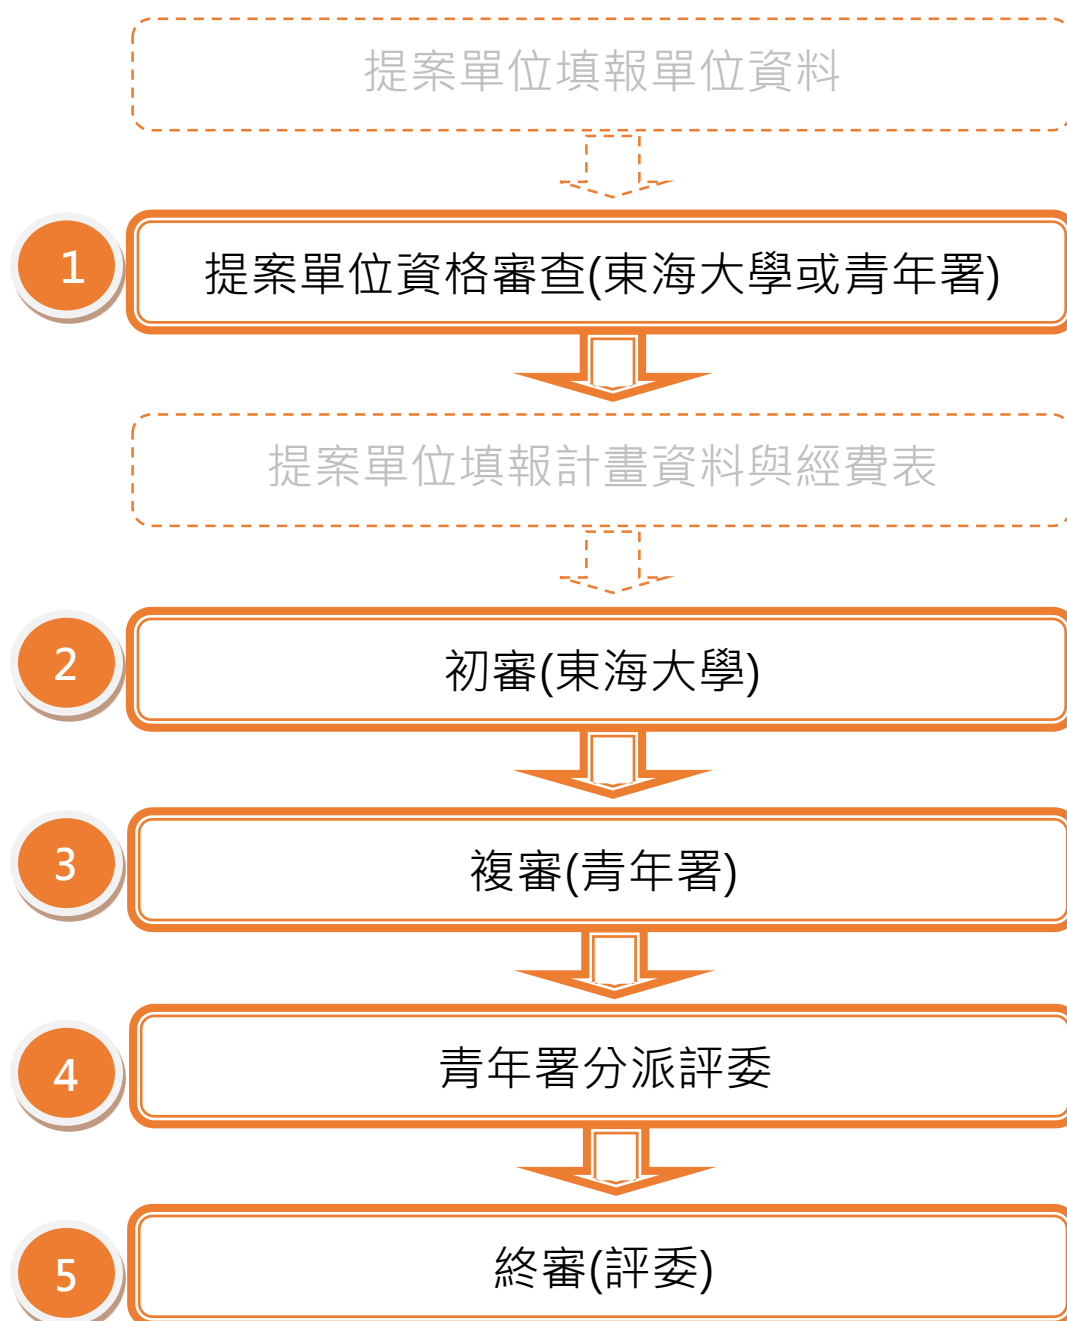 提案單位填報單位資料
1
提案單位資格審查(東海大學或青年署)
提案單位填報計畫資料與經費表
2
初審(東海大學)
3
複審(青年署)
4
青年署分派評委
5
終審(評委)